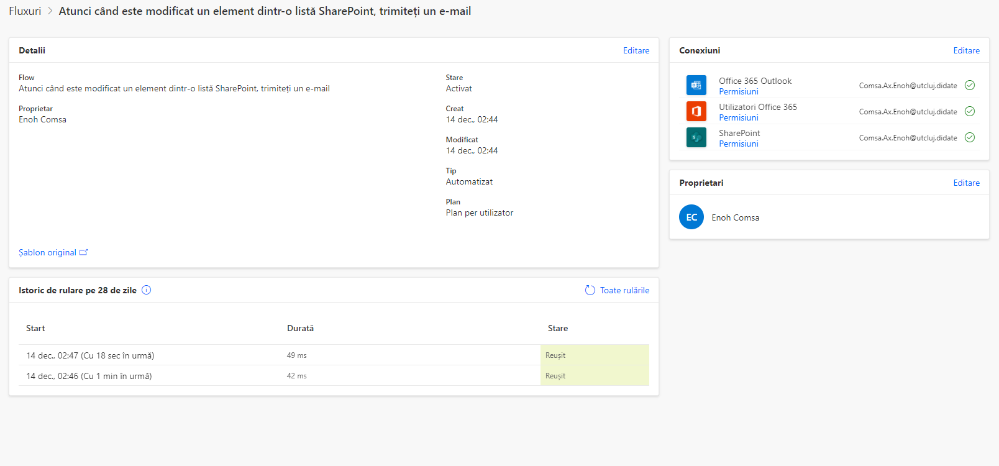 Fluxuri > Atunci când este modificat un element dintr-o listă SharePoint, trimiteți un e-mail
Detalii
Editare
Flow
Atunci când este modificat un element dintr-o listă SharePoint, trimiteți un e-mail
Proprietar
Enoh Comsa
Stare
Activat
Creat
14 dec., 02:44
Modificat
14 dec., 02:44
Tip
Automatizat
Plan
Plan per utilizator
Șablon original
Istoric de rulare pe 28 de zile
Toate rulările
Start Durată Stare
14 dec., 02:47 (Cu 18 sec în urmă) 49 ms Reușit
14 dec., 02:46 (Cu 1 min în urmă) 42 ms Reușit
Conexiuni
Editare
Office 365 Outlook
Permisiuni
Comsa.Ax.Enoh@utcluj.didate
Utilizatori Office 365
Permisiuni
Comsa.Ax.Enoh@utcluj.didate
SharePoint
Permisiuni
Comsa.Ax.Enoh@utcluj.didate
Proprietari
Editare
EC
Enoh Comsa